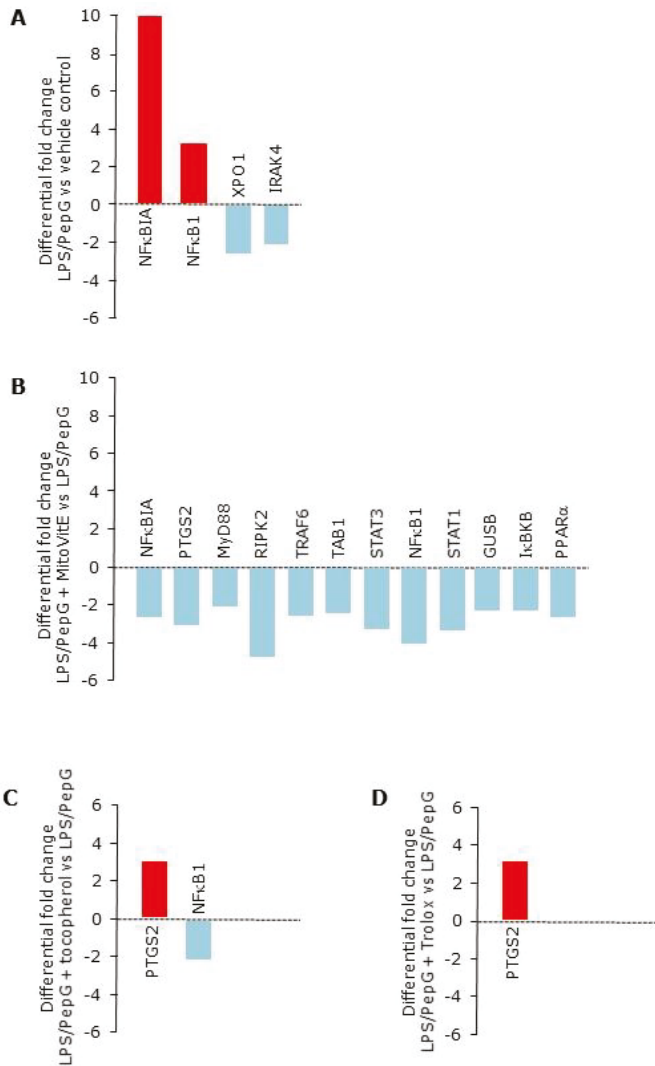 A
Differential fold change
LPS/PepG vs vehicle control
10
8
6
4
2
0
-2
-4
-6
NFκBIA
NFκB1
XPO1
IRAK4
B
Differential fold change
LPS/PepG + MitoVitE vs LPS/PepG
10
8
6
4
2
0
-2
-4
-6
NFκBIA
PTGS2
MyD88
RIPK2
TRAF6
TAB1
STAT3
NFκB1
STAT1
GUSB
IκBKB
PPARα
C
Differential fold change
LPS/PepG + tocopherol vs LPS/PepG
6
4
2
0
-2
-4
-6
PTGS2
NFκB1
D
Differential fold change
LPS/PepG + Trolox vs LPS/PepG
6
4
2
0
-2
-4
-6
PTGS2